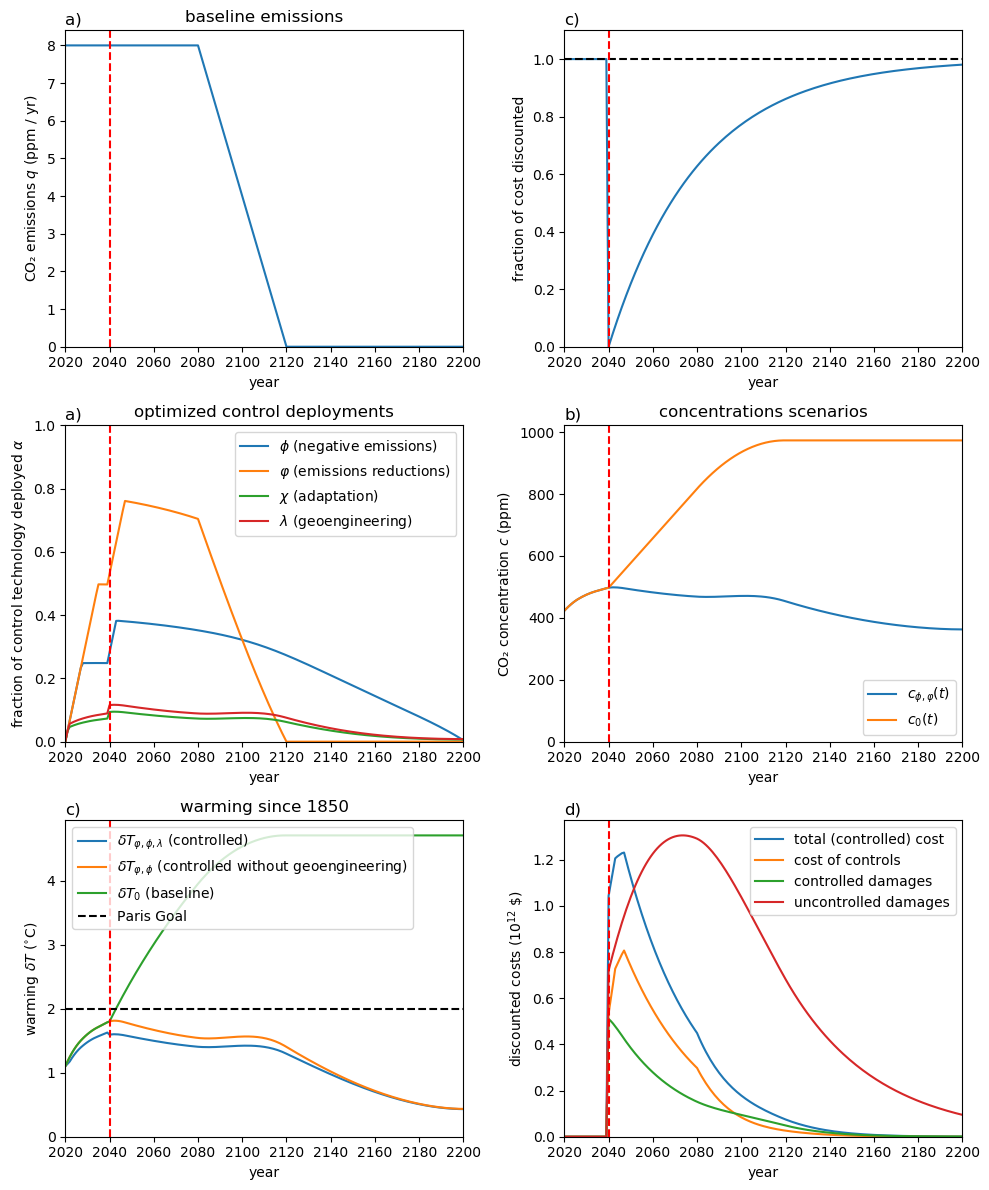 a)
baseline emissions
8
7
6
5
4
3
2
1
0
CO₂ emissions q (ppm / yr)
2020 2040 2060 2080 2100 2120 2140 2160 2180 2200
year
c)
1.0
0.8
0.6
0.4
0.2
0.0
fraction of cost discounted
2020 2040 2060 2080 2100 2120 2140 2160 2180 2200
year
a)
optimized control deployments
1.0
0.8
0.6
0.4
0.2
0.0
fraction of control technology deployed α
ϕ (negative emissions)
φ (emissions reductions)
χ (adaptation)
λ (geoengineering)
2020 2040 2060 2080 2100 2120 2140 2160 2180 2200
year
b)
concentrations scenarios
1000
800
600
400
200
0
CO₂ concentration c (ppm)
c_{ϕ,φ}(t)
c₀(t)
2020 2040 2060 2080 2100 2120 2140 2160 2180 2200
year
c)
warming since 1850
4
3
2
1
0
warming δT (°C)
δT_{φ,ϕ,λ} (controlled)
δT_{φ,ϕ} (controlled without geoengineering)
δT₀ (baseline)
Paris Goal
2020 2040 2060 2080 2100 2120 2140 2160 2180 2200
year
d)
1.2
1.0
0.8
0.6
0.4
0.2
0.0
discounted costs (10¹² $)
total (controlled) cost
cost of controls
controlled damages
uncontrolled damages
2020 2040 2060 2080 2100 2120 2140 2160 2180 2200
year